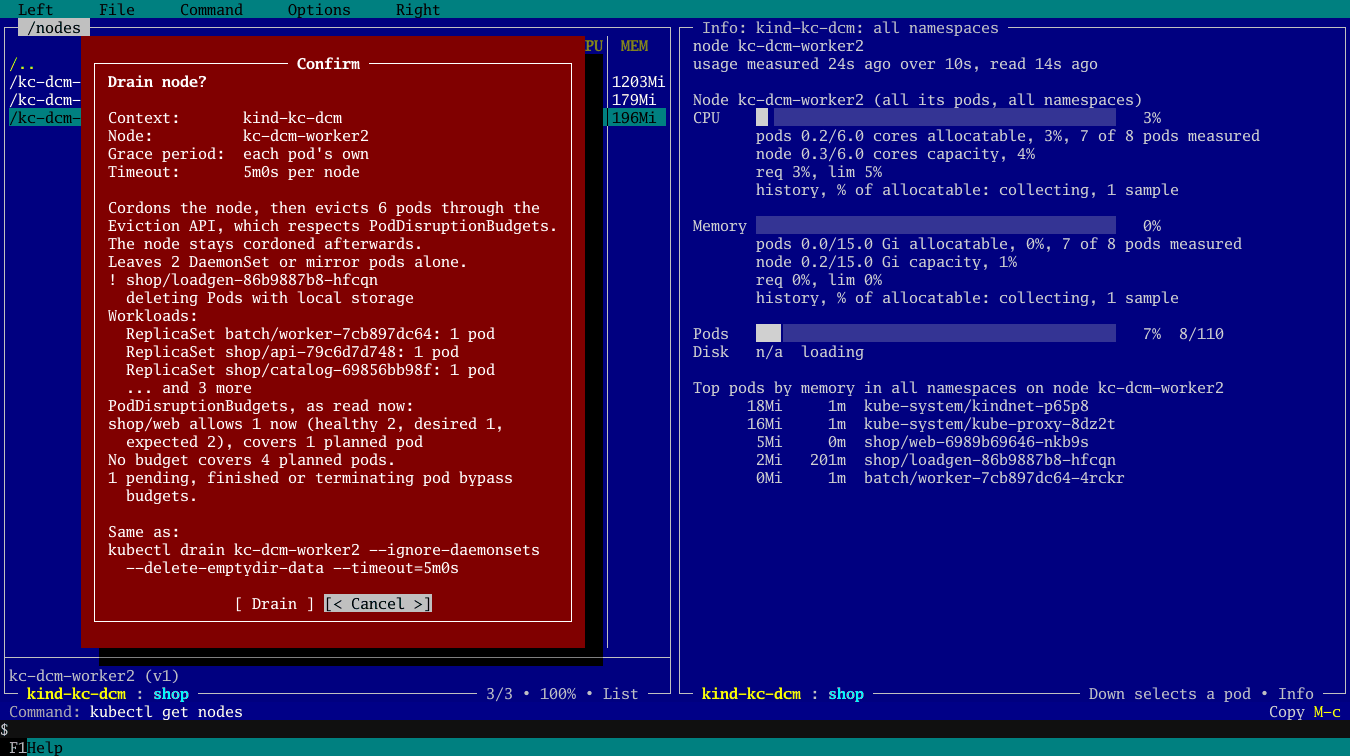 Left File Command Options Right
/nodes
PU MEM
/..
/kc-dcm- 1203Mi
/kc-dcm- 179Mi
/kc-dcm- 196Mi
Confirm
Drain node?
Context: kind-kc-dcm
Node: kc-dcm-worker2
Grace period: each pod's own
Timeout: 5m0s per node
Cordons the node, then evicts 6 pods through the
Eviction API, which respects PodDisruptionBudgets.
The node stays cordoned afterwards.
Leaves 2 DaemonSet or mirror pods alone.
! shop/loadgen-86b9887b8-hfcqn
deleting Pods with local storage
Workloads:
ReplicaSet batch/worker-7cb897dc64: 1 pod
ReplicaSet shop/api-79c6d7d748: 1 pod
ReplicaSet shop/catalog-69856bb98f: 1 pod
... and 3 more
PodDisruptionBudgets, as read now:
shop/web allows 1 now (healthy 2, desired 1,
expected 2), covers 1 planned pod
No budget covers 4 planned pods.
1 pending, finished or terminating pod bypass
budgets.
Same as:
kubectl drain kc-dcm-worker2 --ignore-daemonsets
--delete-emptydir-data --timeout=5m0s
[ Drain ] [< Cancel >]
kc-dcm-worker2 (v1)
kind-kc-dcm : shop 3/3 • 100% • List
Info: kind-kc-dcm: all namespaces
node kc-dcm-worker2
usage measured 24s ago over 10s, read 14s ago
Node kc-dcm-worker2 (all its pods, all namespaces)
CPU 3%
pods 0.2/6.0 cores allocatable, 3%, 7 of 8 pods measured
node 0.3/6.0 cores capacity, 4%
req 3%, lim 5%
history, % of allocatable: collecting, 1 sample
Memory 0%
pods 0.0/15.0 Gi allocatable, 0%, 7 of 8 pods measured
node 0.2/15.0 Gi capacity, 1%
req 0%, lim 0%
history, % of allocatable: collecting, 1 sample
Pods 7% 8/110
Disk n/a loading
Top pods by memory in all namespaces on node kc-dcm-worker2
18Mi 1m kube-system/kindnet-p65p8
16Mi 1m kube-system/kube-proxy-8dz2t
5Mi 0m shop/web-6989b69646-nkb9s
2Mi 201m shop/loadgen-86b9887b8-hfcqn
0Mi 1m batch/worker-7cb897dc64-4rckr
kind-kc-dcm : shop Down selects a pod • Info
Command: kubectl get nodes Copy M-c
$
F1Help